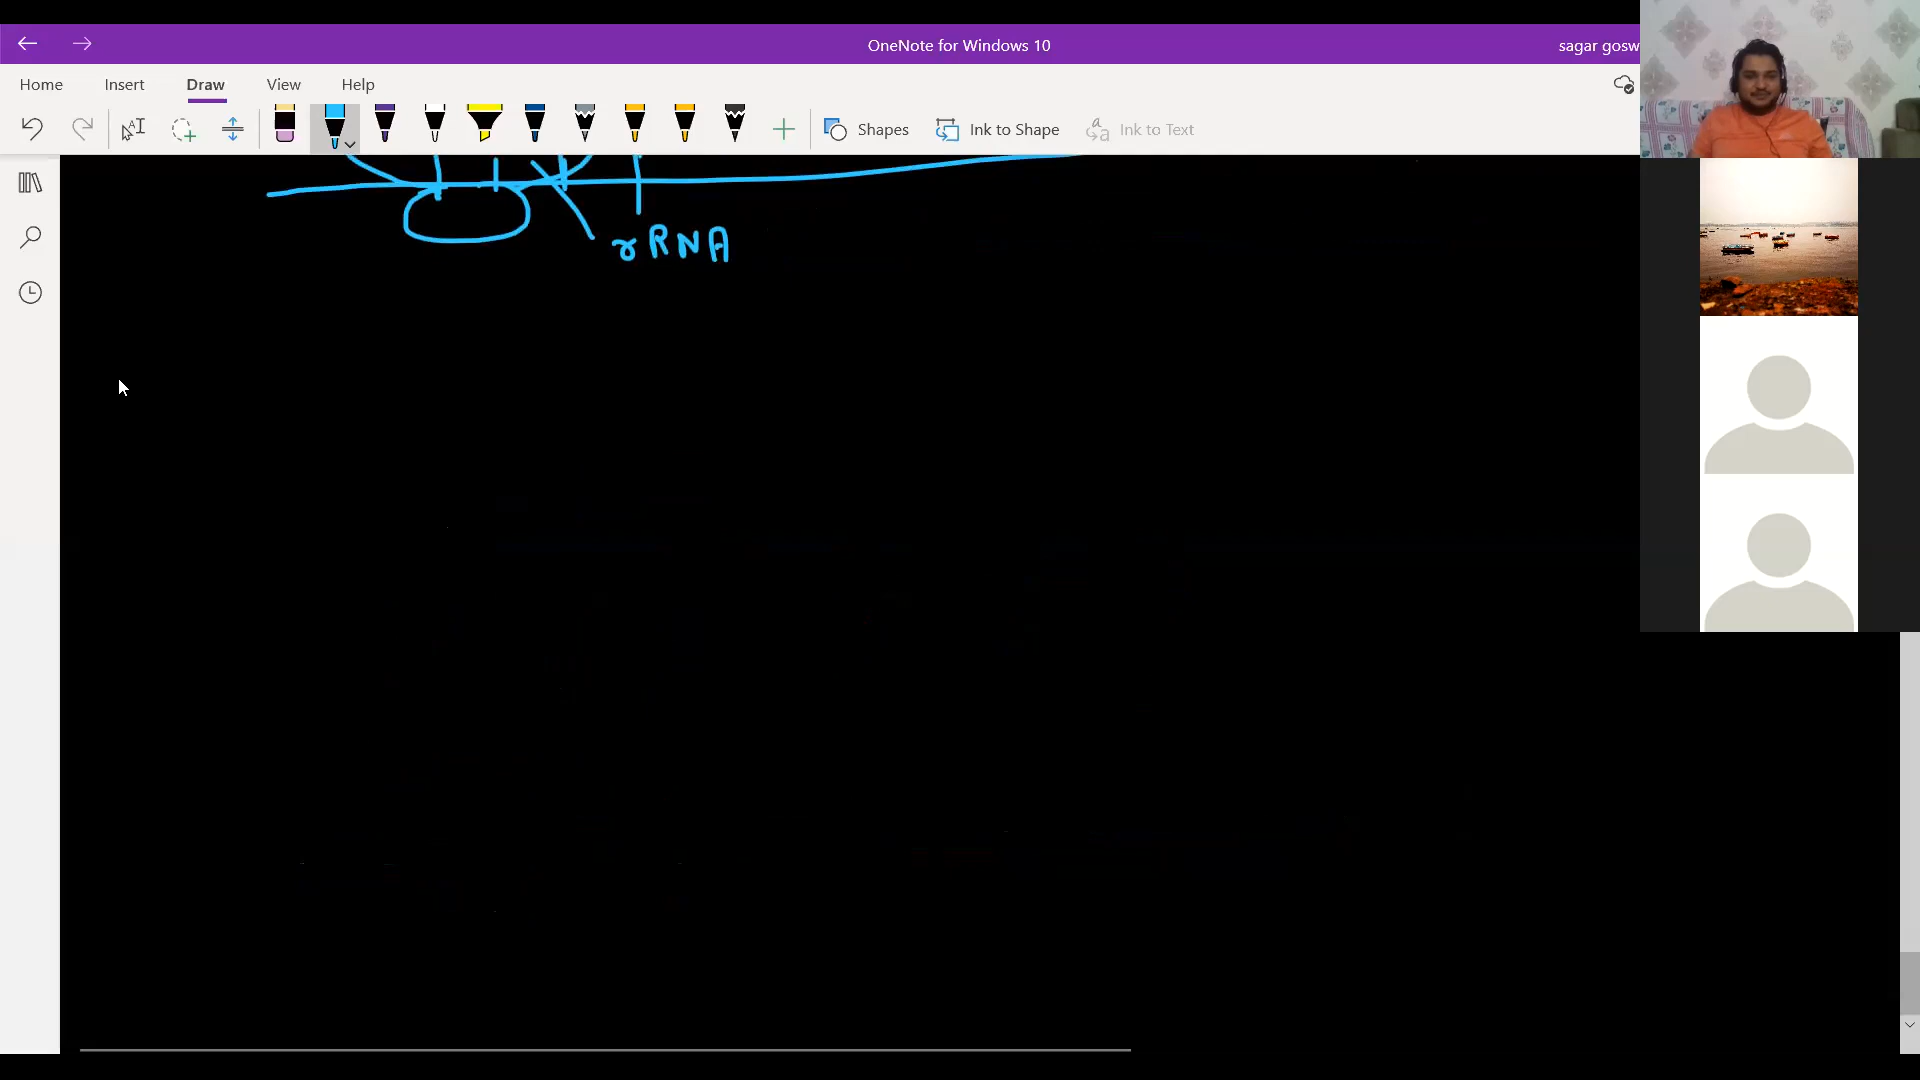 OneNote for Windows 10
sagar gosw
Home Insert Draw View Help
Shapes Ink to Shape Ink to Text
rRNA